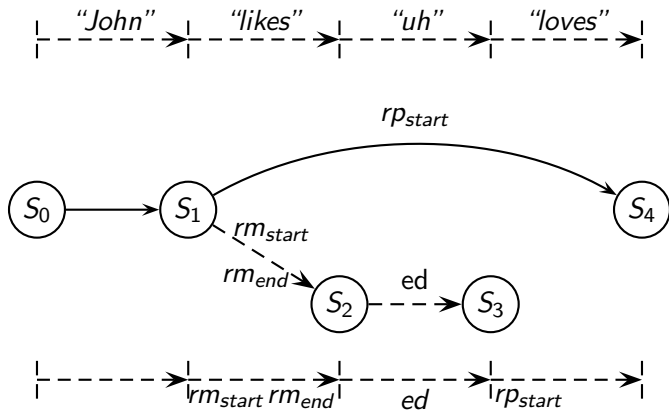 “John” “likes” “uh” “loves”
rp_start
S_0 S_1 S_4
rm_start
rm_end ed
S_2 S_3
rm_start rm_end ed rp_start